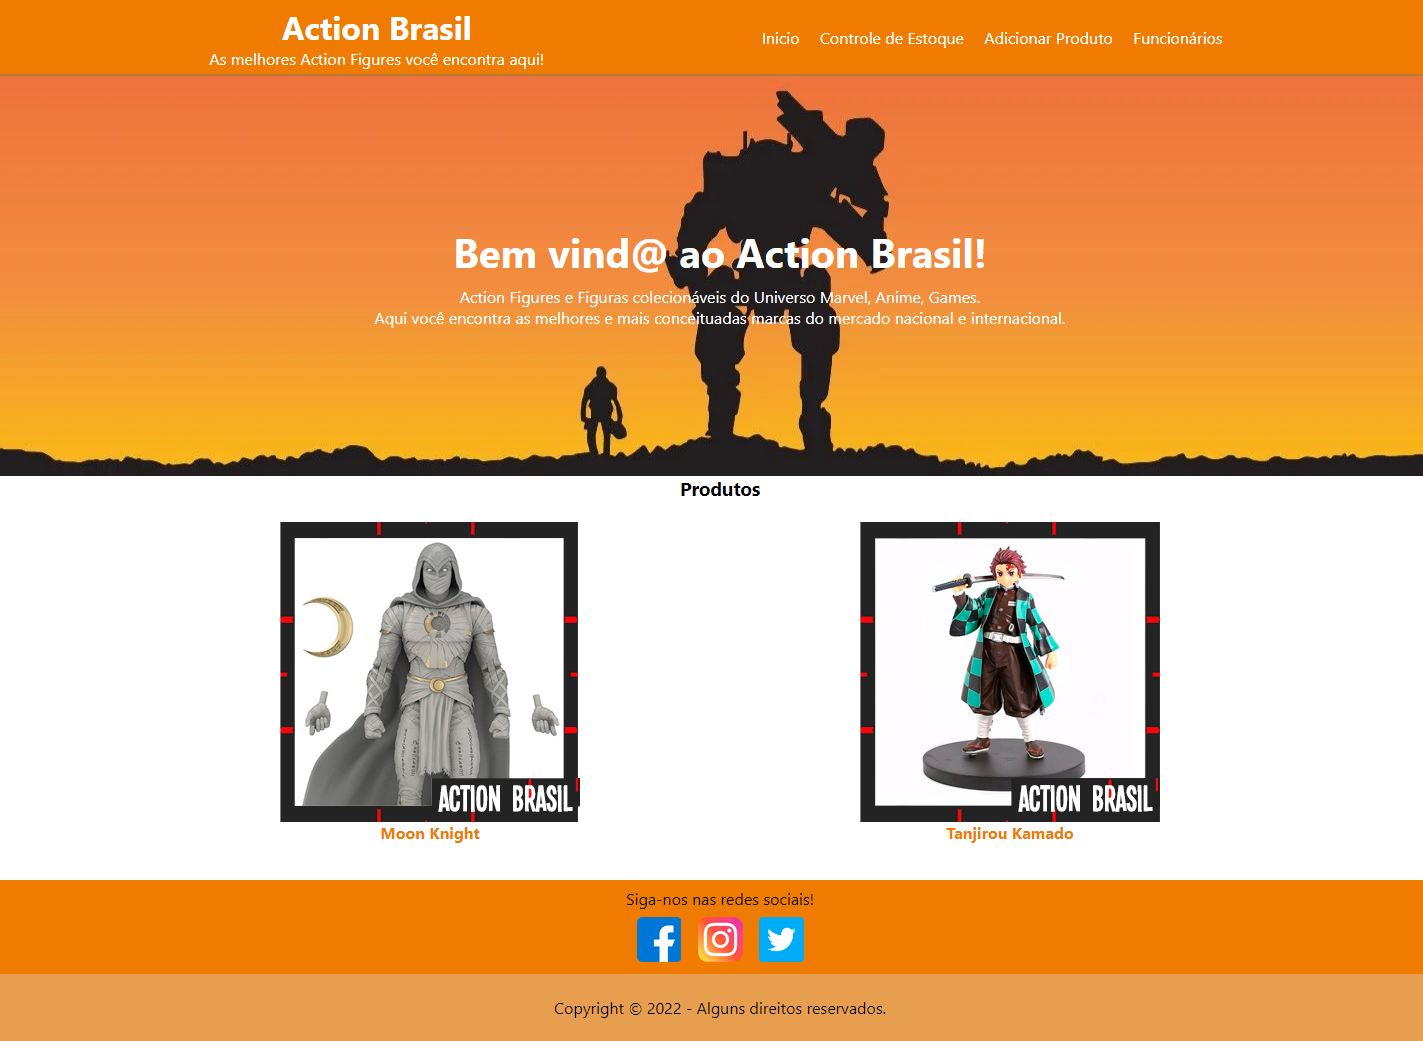 Action Brasil
As melhores Action Figures você encontra aqui!
Inicio Controle de Estoque Adicionar Produto Funcionários
Bem vind@ ao Action Brasil!
Action Figures e Figuras colecionáveis do Universo Marvel, Anime, Games.
Aqui você encontra as melhores e mais conceituadas marcas do mercado nacional e internacional.
Produtos
ACTION BRASIL
Moon Knight
ACTION BRASIL
Tanjirou Kamado
Siga-nos nas redes sociais!
Copyright © 2022 - Alguns direitos reservados.